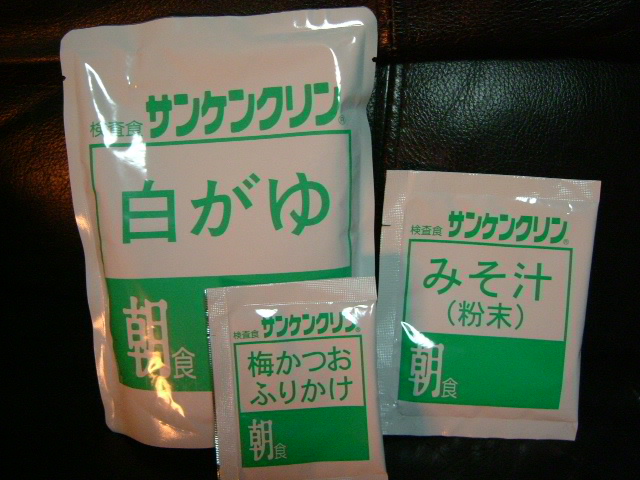 検査食 サンケンクリン®
白がゆ
朝食
検査食 サンケンクリン®
みそ汁
(粉末)
朝食
検査食 サンケンクリン®
梅かつお
ふりかけ
朝食